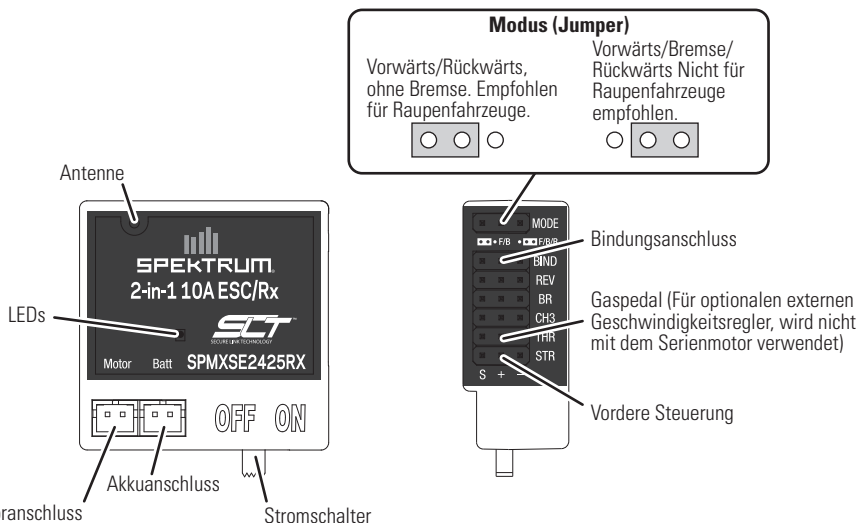 Modus (Jumper)
Vorwärts/Rückwärts,
ohne Bremse. Empfohlen
für Raupenfahrzeuge.
Vorwärts/Bremse/
Rückwärts Nicht für
Raupenfahrzeuge
empfohlen.
Antenne
LEDs
SPEKTRUM.
2-in-1 10A ESC/Rx
SLT
SECURE LINK TECHNOLOGY
Motor Batt SPMXSE2425RX
OFF ON
Akkuanschluss
oranschluss
Stromschalter
MODE
F/B F/B/R
BIND
REV
BR
CH3
THR
STR
S + −
Bindungsanschluss
Gaspedal (Für optionalen externen
Geschwindigkeitsregler, wird nicht
mit dem Serienmotor verwendet)
Vordere Steuerung